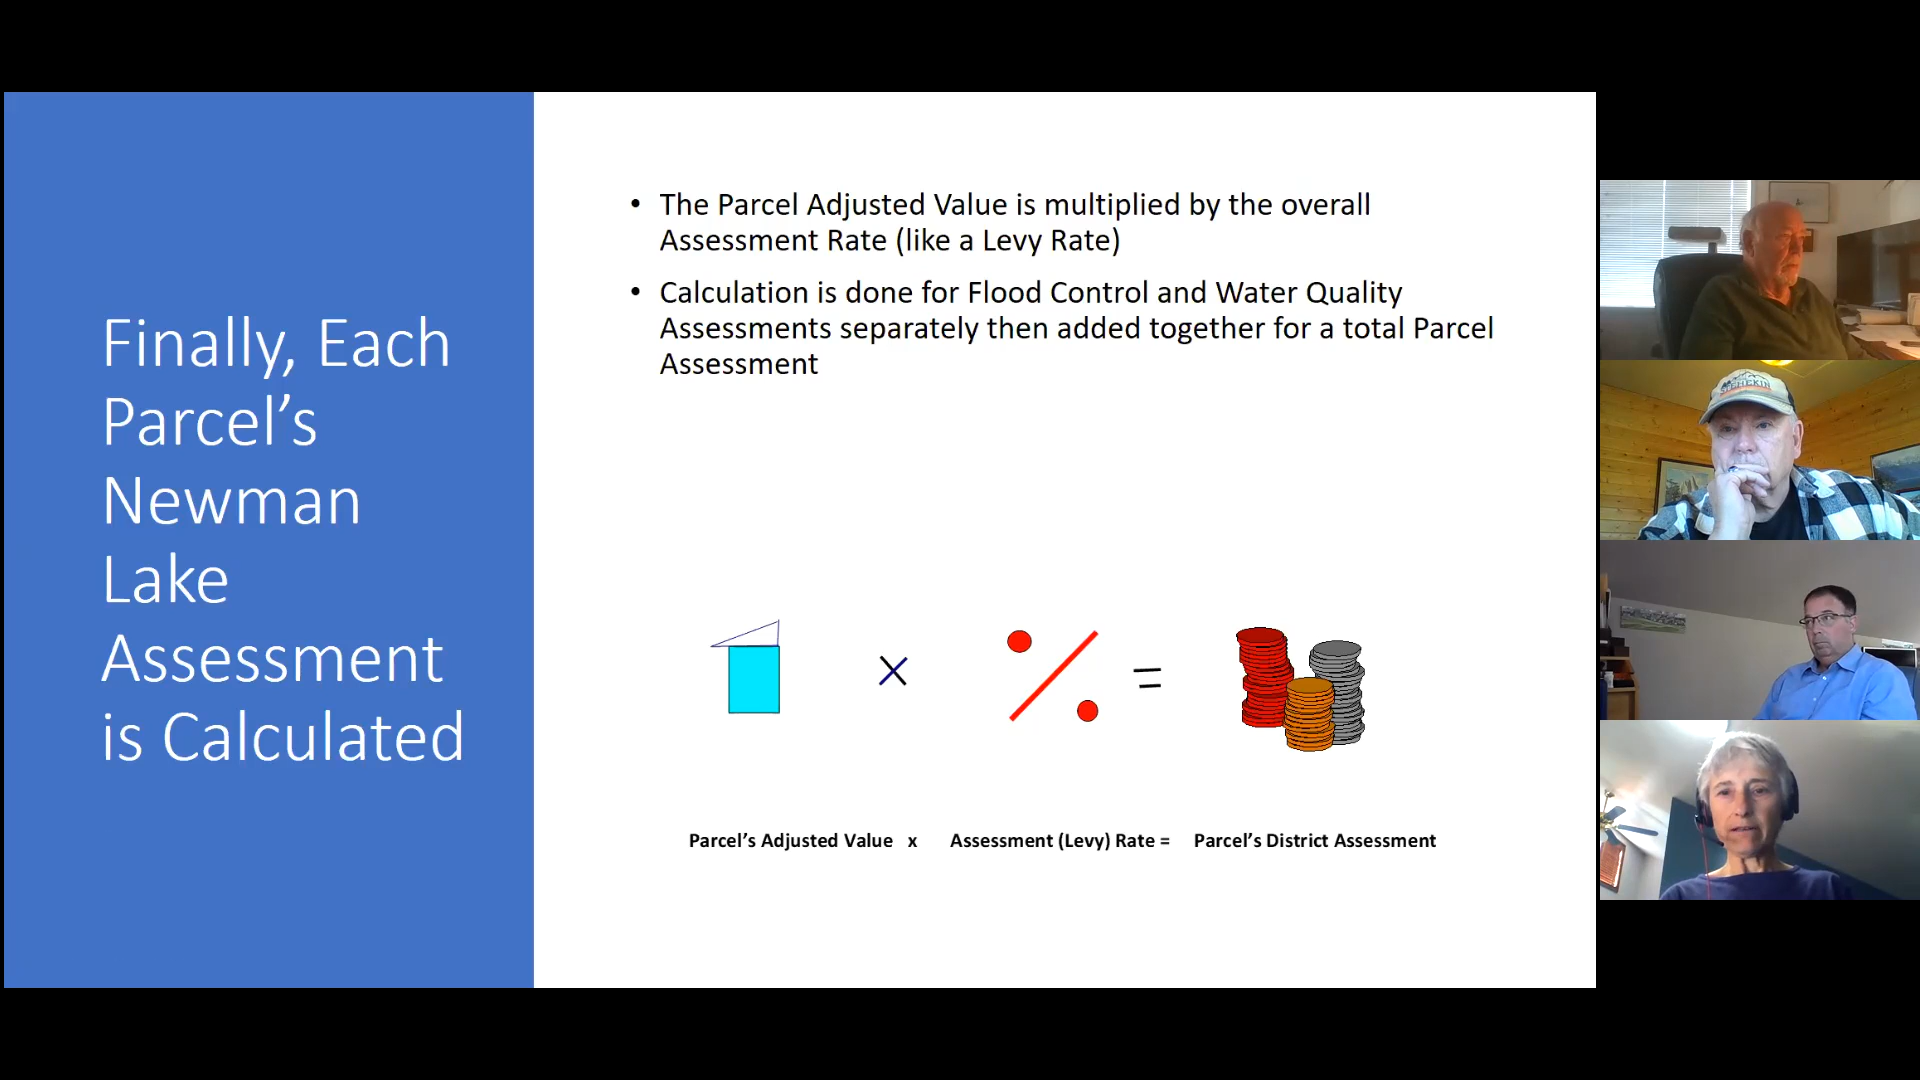 Finally, Each
Parcel’s
Newman
Lake
Assessment
is Calculated
• The Parcel Adjusted Value is multiplied by the overall
Assessment Rate (like a Levy Rate)
• Calculation is done for Flood Control and Water Quality
Assessments separately then added together for a total Parcel
Assessment
Parcel’s Adjusted Value x Assessment (Levy) Rate = Parcel’s District Assessment